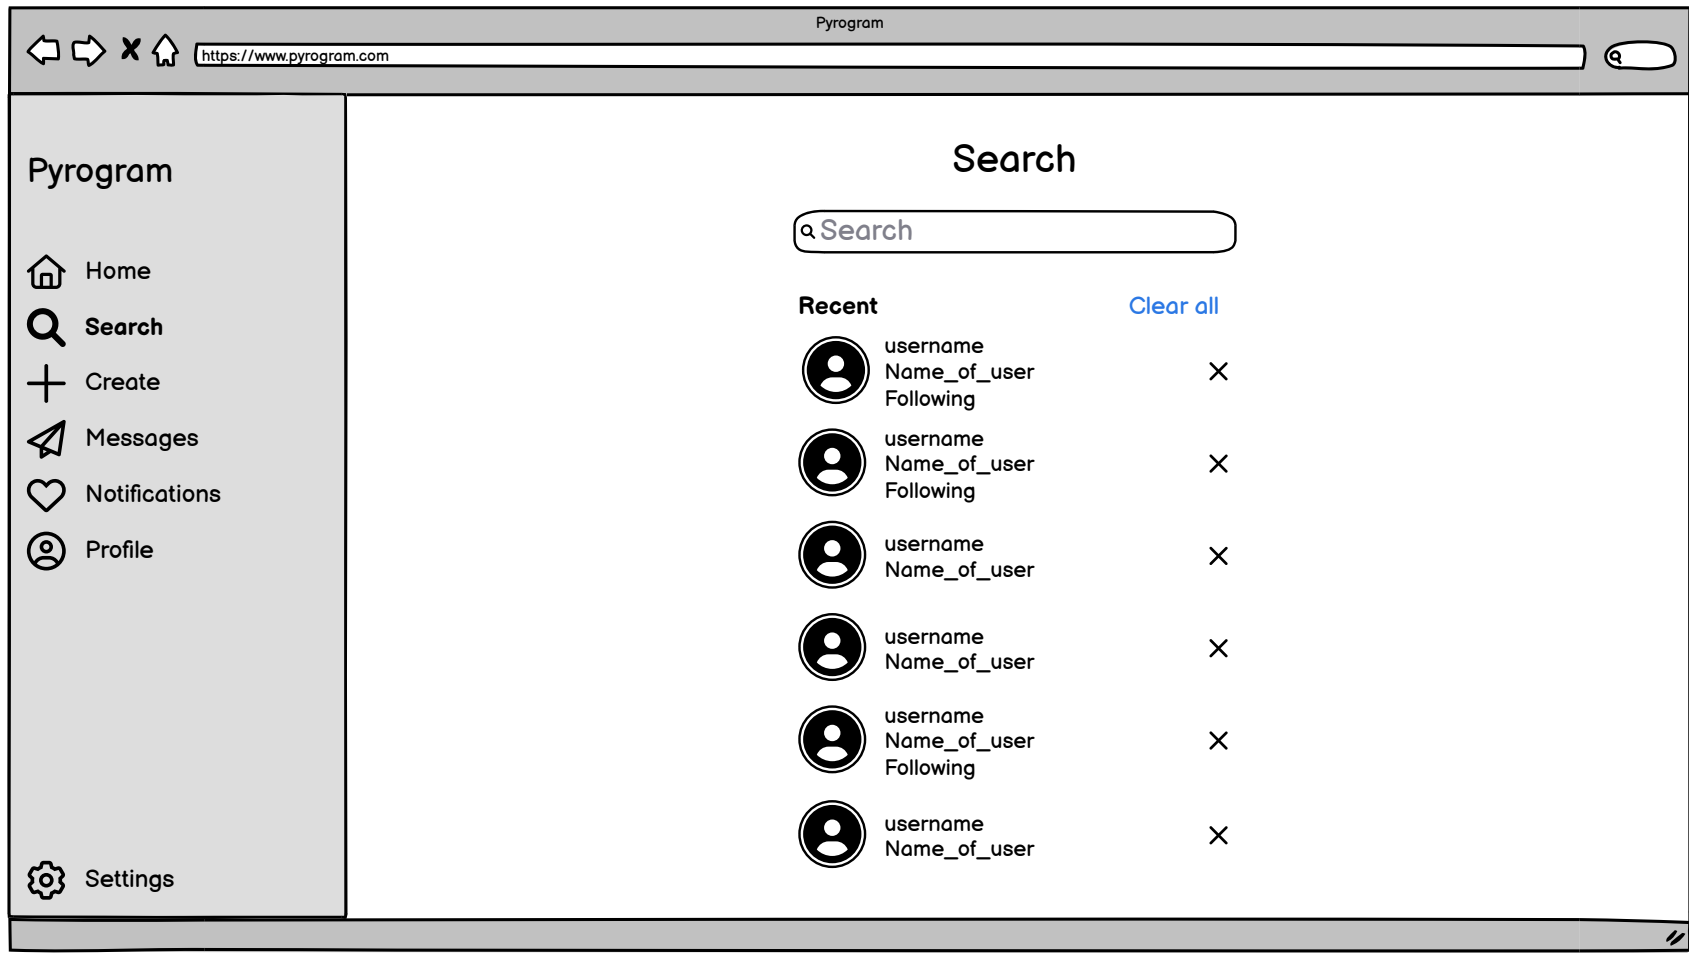 Pyrogram
https://www.pyrogram.com
Pyrogram
Home
Search
Create
Messages
Notifications
Profile
Settings
Search
Search
Recent
Clear all
username
Name_of_user
Following
username
Name_of_user
Following
username
Name_of_user
username
Name_of_user
username
Name_of_user
Following
username
Name_of_user